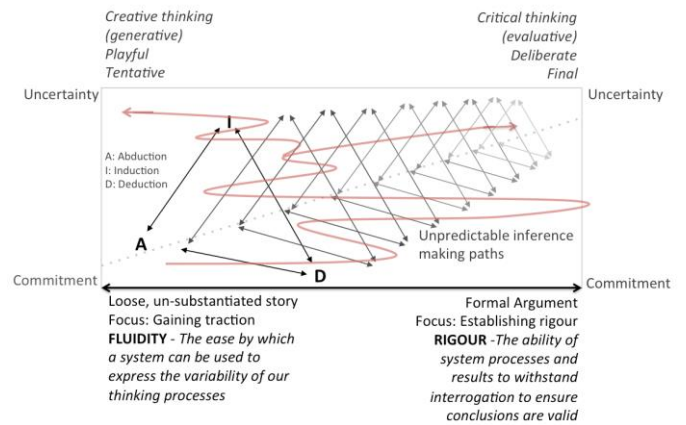 Creative thinking
(generative)
Playful
Tentative
Critical thinking
(evaluative)
Deliberate
Final
Uncertainty
Uncertainty
I
A: Abduction
I: Induction
D: Deduction
A
Unpredictable inference
making paths
D
Commitment
Commitment
Loose, un-substantiated story
Focus: Gaining traction
FLUIDITY - The ease by which
a system can be used to
express the variability of our
thinking processes
Formal Argument
Focus: Establishing rigour
RIGOUR -The ability of
system processes and
results to withstand
interrogation to ensure
conclusions are valid